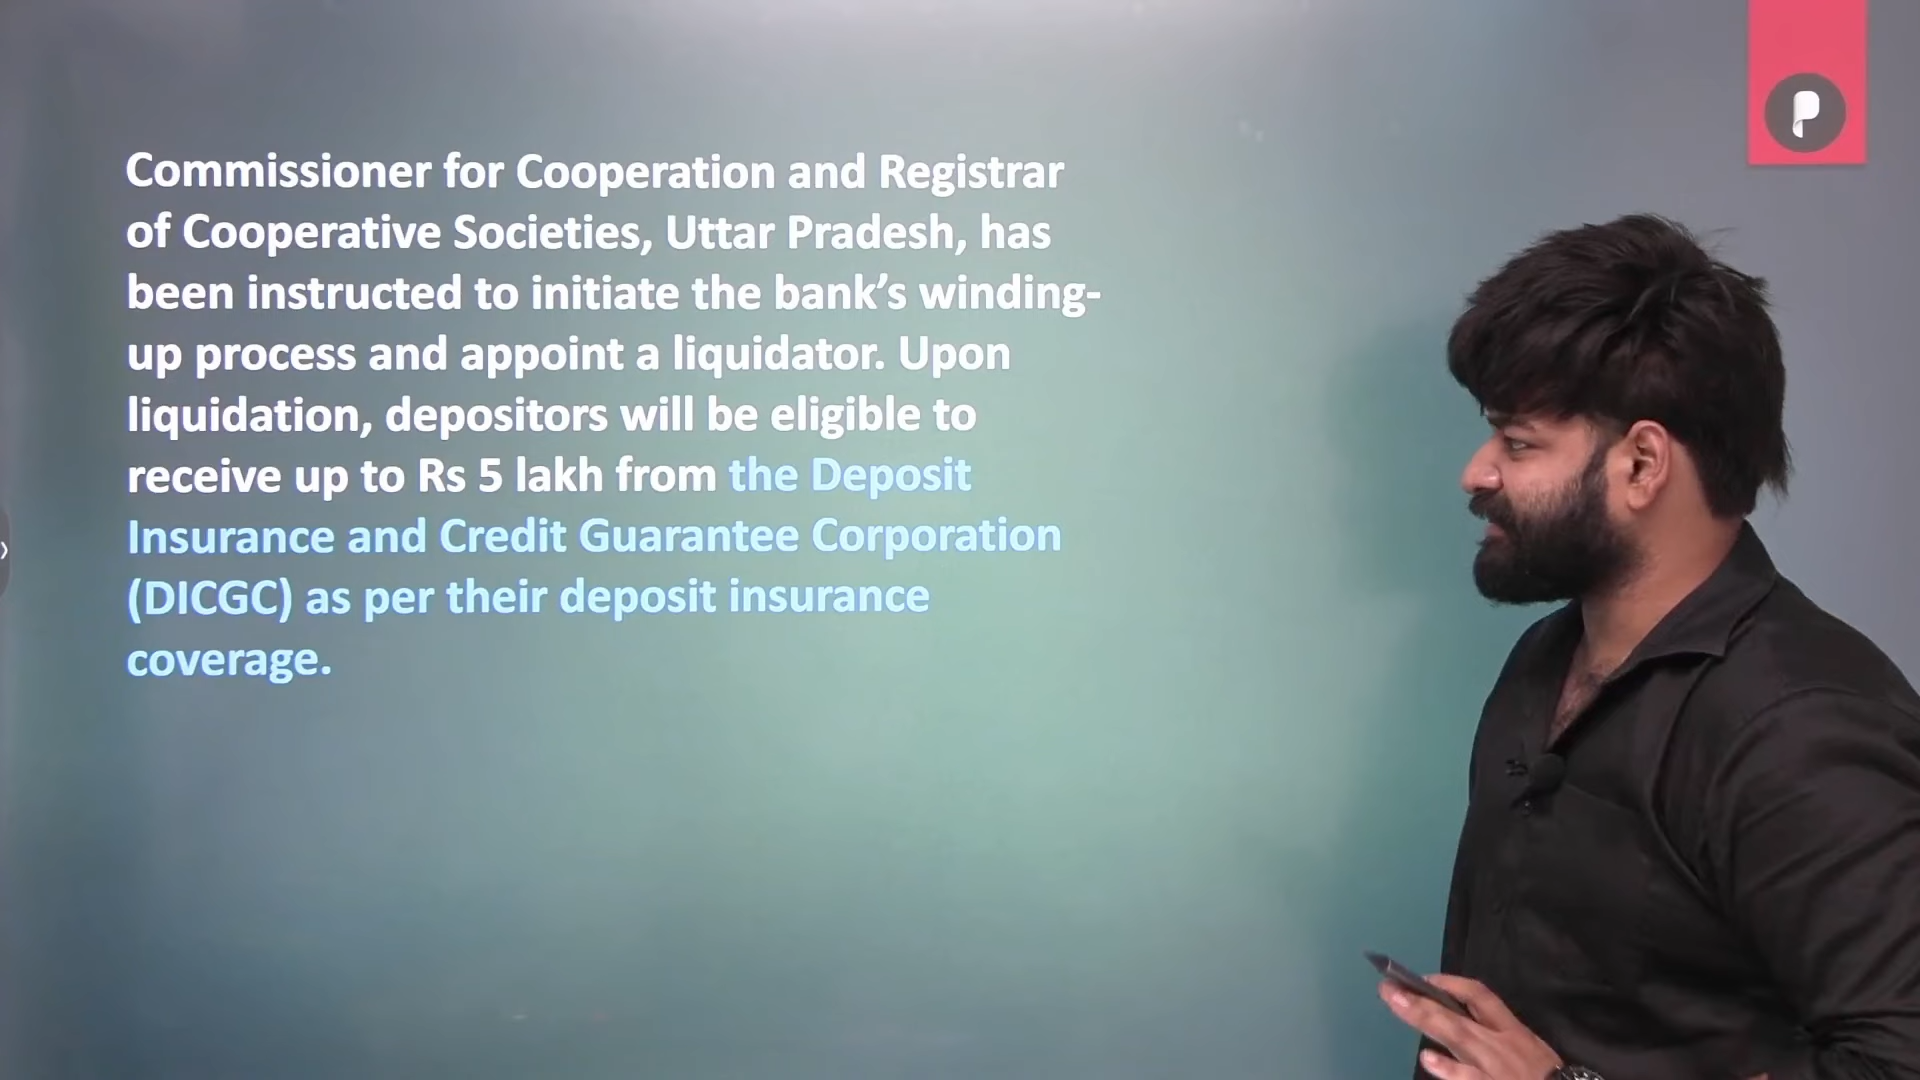 Commissioner for Cooperation and Registrar
of Cooperative Societies, Uttar Pradesh, has
been instructed to initiate the bank’s winding-
up process and appoint a liquidator. Upon
liquidation, depositors will be eligible to
receive up to Rs 5 lakh from the Deposit
Insurance and Credit Guarantee Corporation
(DICGC) as per their deposit insurance
coverage.